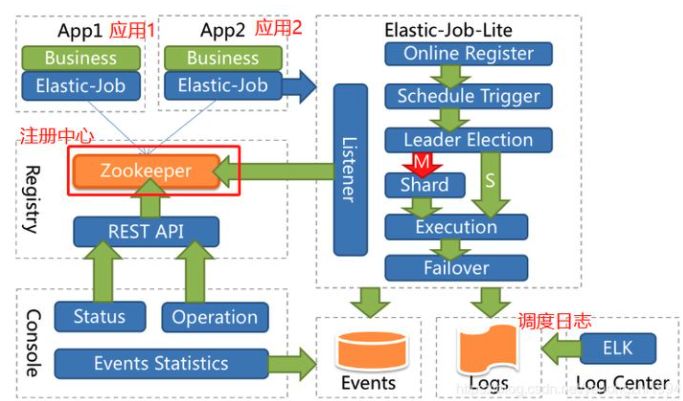 App1 应用1
Business
Elastic-Job
App2 应用2
Business
Elastic-Job
注册中心
Registry
Zookeeper
REST API
Console
Status
Operation
Events Statistics
Elastic-Job-Lite
Listener
Online Register
Schedule Trigger
Leader Election
M
S
Shard
Execution
Failover
Events
调度日志
Logs
ELK
Log Center